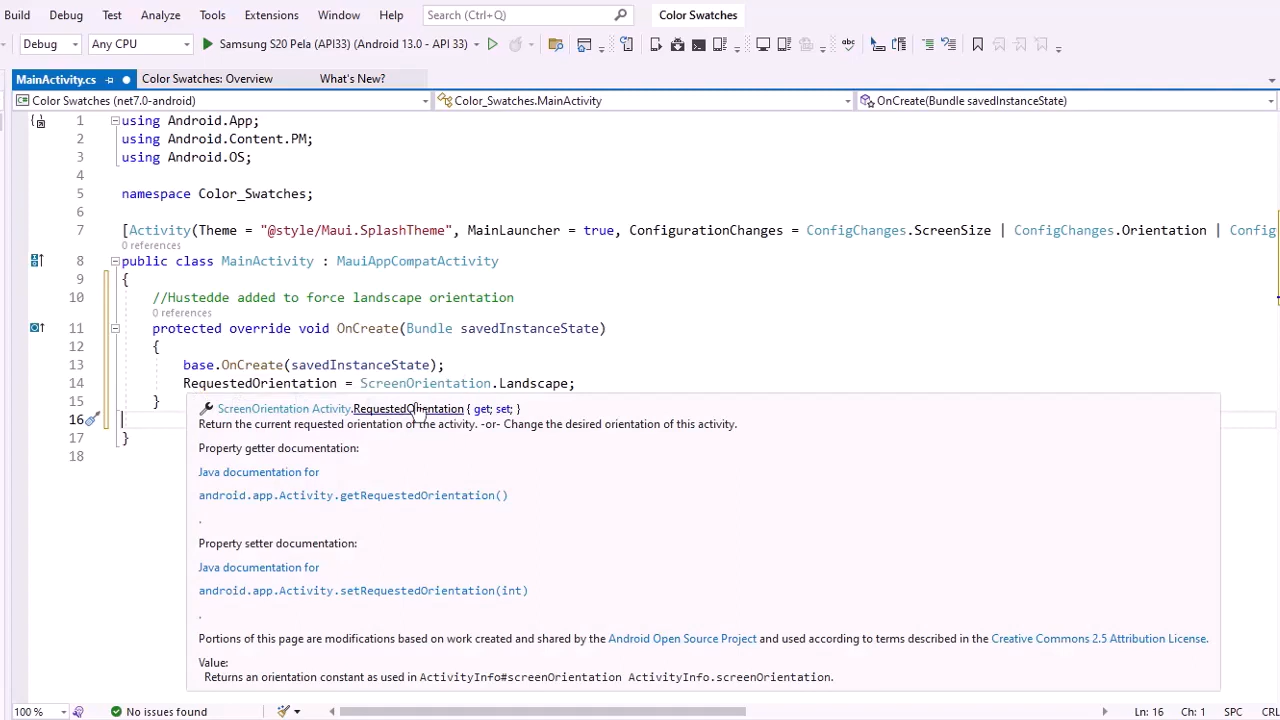 Build Debug Test Analyze Tools Extensions Window Help Search (Ctrl+Q) Color Swatches
Debug Any CPU Samsung S20 Pela (API33) (Android 13.0 - API 33)
MainActivity.cs Color Swatches: Overview What's New?
Color Swatches (net7.0-android) Color_Swatches.MainActivity OnCreate(Bundle savedInstanceState)
1 using Android.App;
2 using Android.Content.PM;
3 using Android.OS;
4
5 namespace Color_Swatches;
6
7 [Activity(Theme = "@style/Maui.SplashTheme", MainLauncher = true, ConfigurationChanges = ConfigChanges.ScreenSize | ConfigChanges.Orientation | Config
0 references
8 public class MainActivity : MauiAppCompatActivity
9 {
10 //Hustedde added to force landscape orientation
0 references
11 protected override void OnCreate(Bundle savedInstanceState)
12 {
13 base.OnCreate(savedInstanceState);
14 RequestedOrientation = ScreenOrientation.Landscape;
15 }
16
17 }
18
ScreenOrientation Activity.RequestedOrientation { get; set; }
Return the current requested orientation of the activity. -or- Change the desired orientation of this activity.
Property getter documentation:
Java documentation for
android.app.Activity.getRequestedOrientation()
.
Property setter documentation:
Java documentation for
android.app.Activity.setRequestedOrientation(int)
.
Portions of this page are modifications based on work created and shared by the Android Open Source Project and used according to terms described in the Creative Commons 2.5 Attribution License.
Value:
Returns an orientation constant as used in ActivityInfo#screenOrientation ActivityInfo.screenOrientation.
100 % No issues found Ln: 16 Ch: 1 SPC CRL